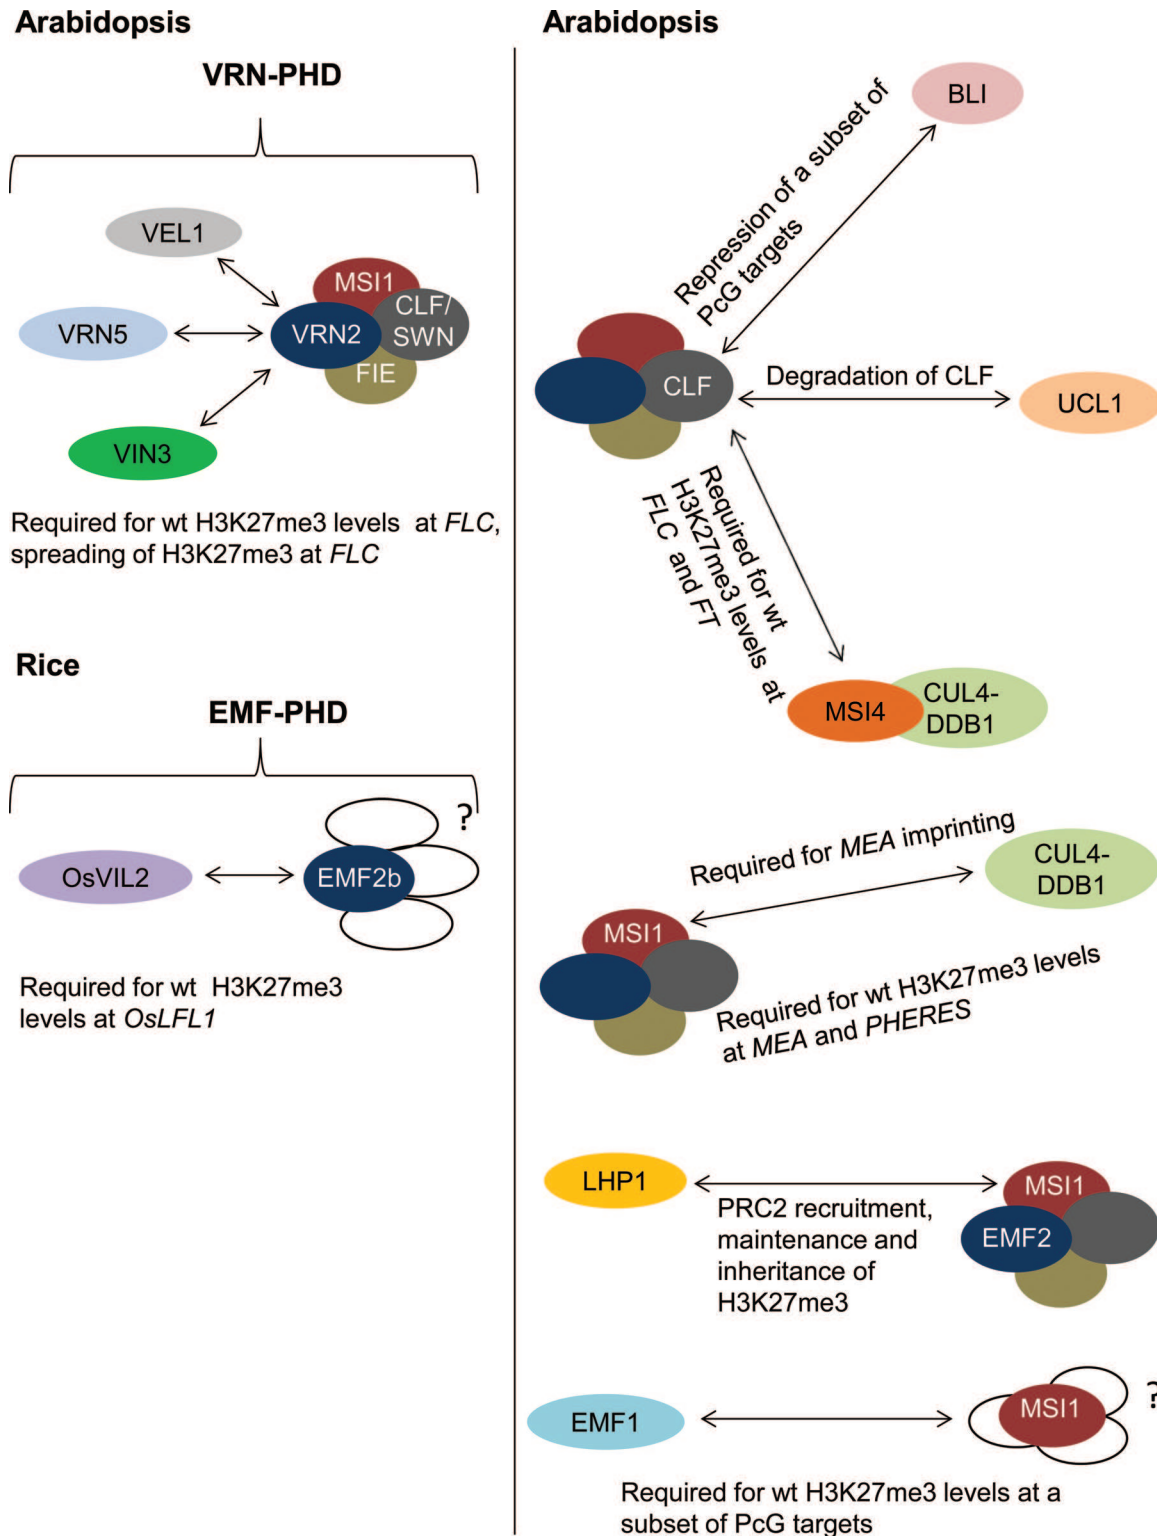 Arabidopsis
VRN-PHD
VEL1
MSI1
CLF/
SWN
VRN5
VRN2
FIE
VIN3
Required for wt H3K27me3 levels at FLC,
spreading of H3K27me3 at FLC
Rice
EMF-PHD
?
OsVIL2
EMF2b
Required for wt H3K27me3
levels at OsLFL1
Arabidopsis
BLI
Repression of a subset of
PcG targets
CLF
Degradation of CLF
UCL1
Required for wt
H3K27me3 levels at
FLC and FT
MSI4
CUL4-
DDB1
Required for MEA imprinting
CUL4-
DDB1
MSI1
Required for wt H3K27me3 levels
at MEA and PHERES
LHP1
MSI1
EMF2
PRC2 recruitment,
maintenance and
inheritance of
H3K27me3
EMF1
MSI1
?
Required for wt H3K27me3 levels at a
subset of PcG targets